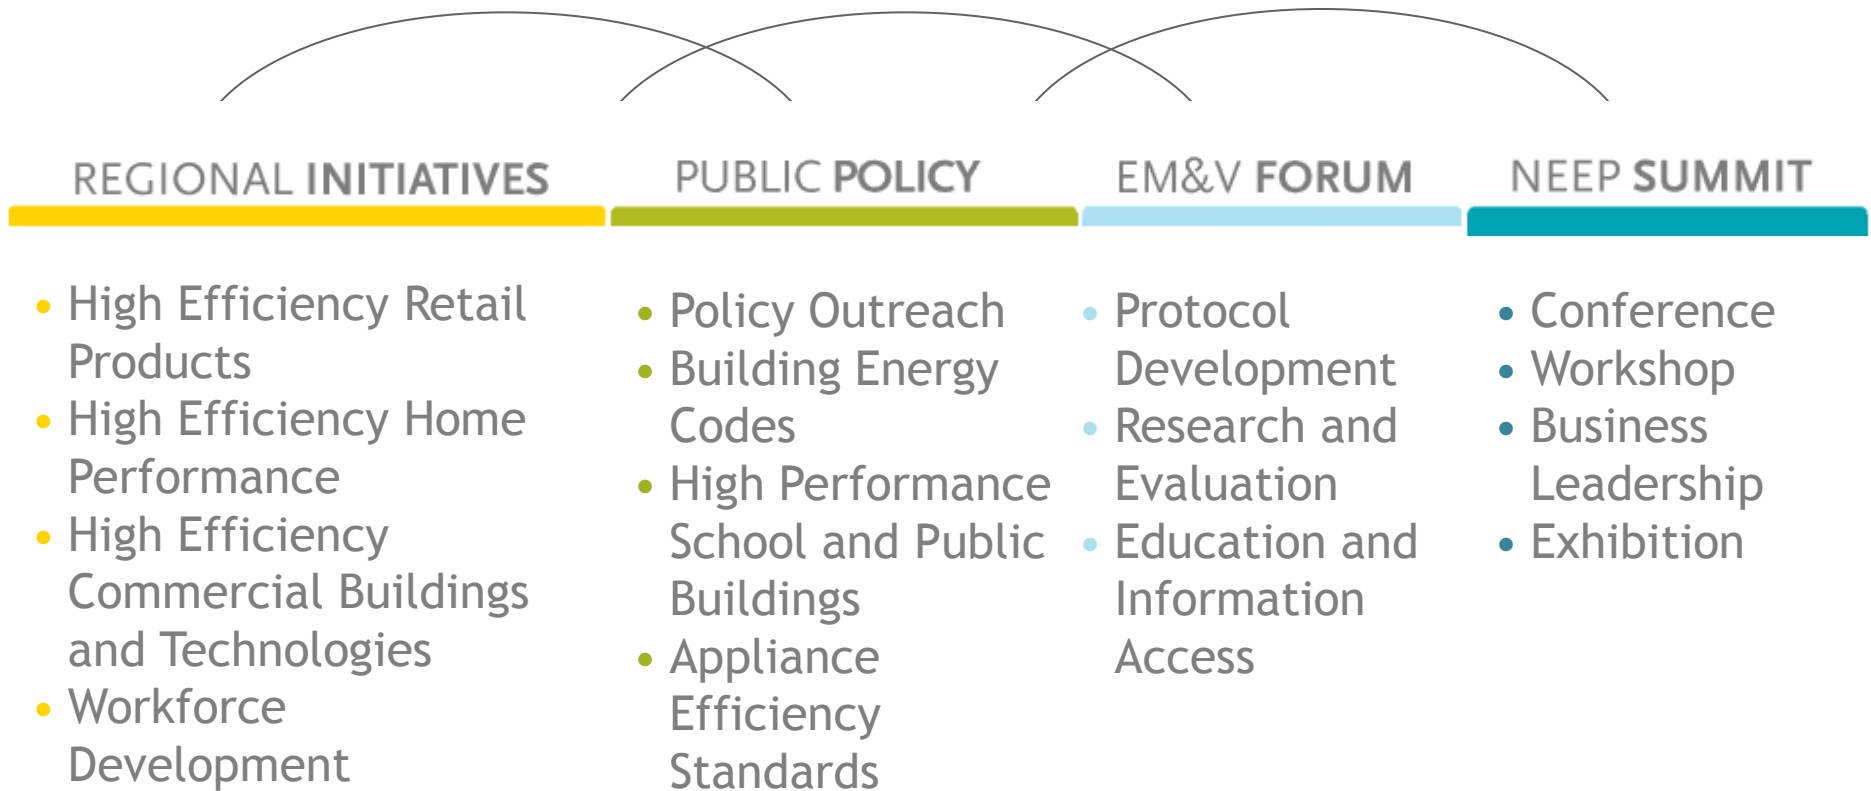 REGIONAL INITIATIVES
High Efficiency Retail
Products
High Efficiency Home
Performance
High Efficiency
Commercial Buildings
and Technologies
Workforce
Development
PUBLIC POLICY
Policy Outreach
Building Energy
Codes
High Performance
School and Public
Buildings
Appliance
Efficiency
Standards
EM&V FORUM
Protocol
Development
Research and
Evaluation
Education and
Information
Access
NEEP SUMMIT
Conference
Workshop
Business
Leadership
Exhibition